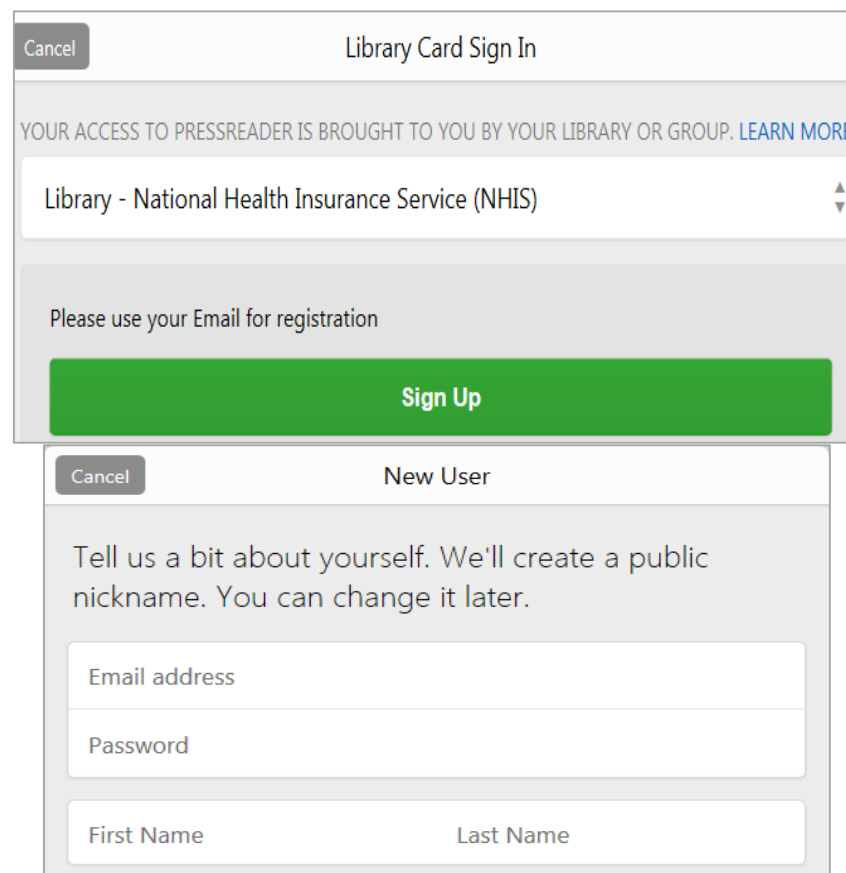 Cancel
Library Card Sign In
YOUR ACCESS TO PRESSREADER IS BROUGHT TO YOU BY YOUR LIBRARY OR GROUP. LEARN MORE
Library - National Health Insurance Service (NHIS)
Please use your Email for registration
Sign Up
Cancel
New User
Tell us a bit about yourself. We'll create a public
nickname. You can change it later.
Email address
Password
First Name
Last Name